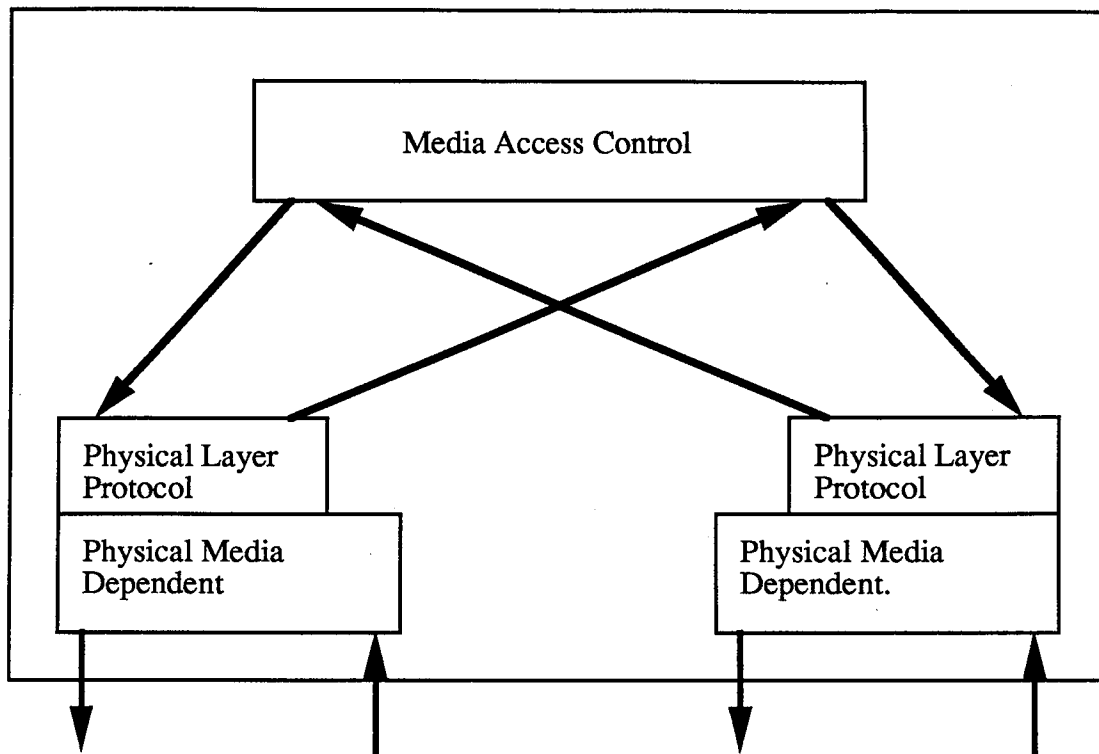 Media Access Control
Physical Layer
Protocol
Physical Media
Dependent
Physical Layer
Protocol
Physical Media
Dependent.